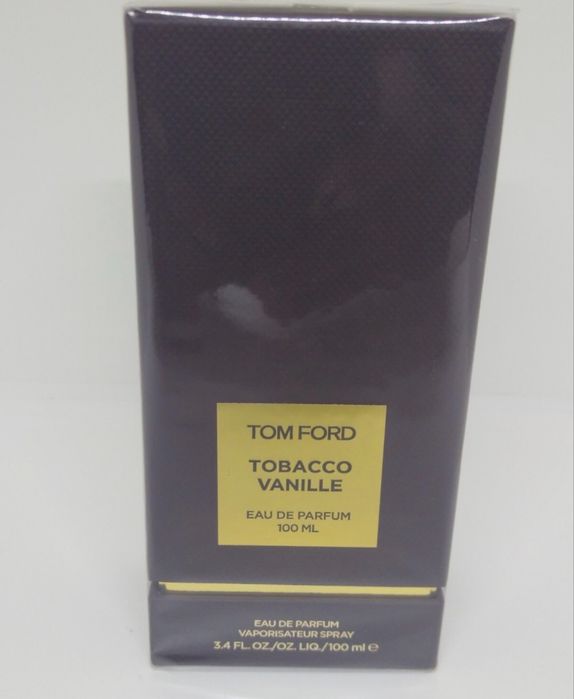 TOM FORD
TOBACCO
VANILLE
EAU DE PARFUM
100 ML
EAU DE PARFUM
VAPORISATEUR SPRAY
3.4 FL. OZ./OZ. LIQ./100 ml ℮